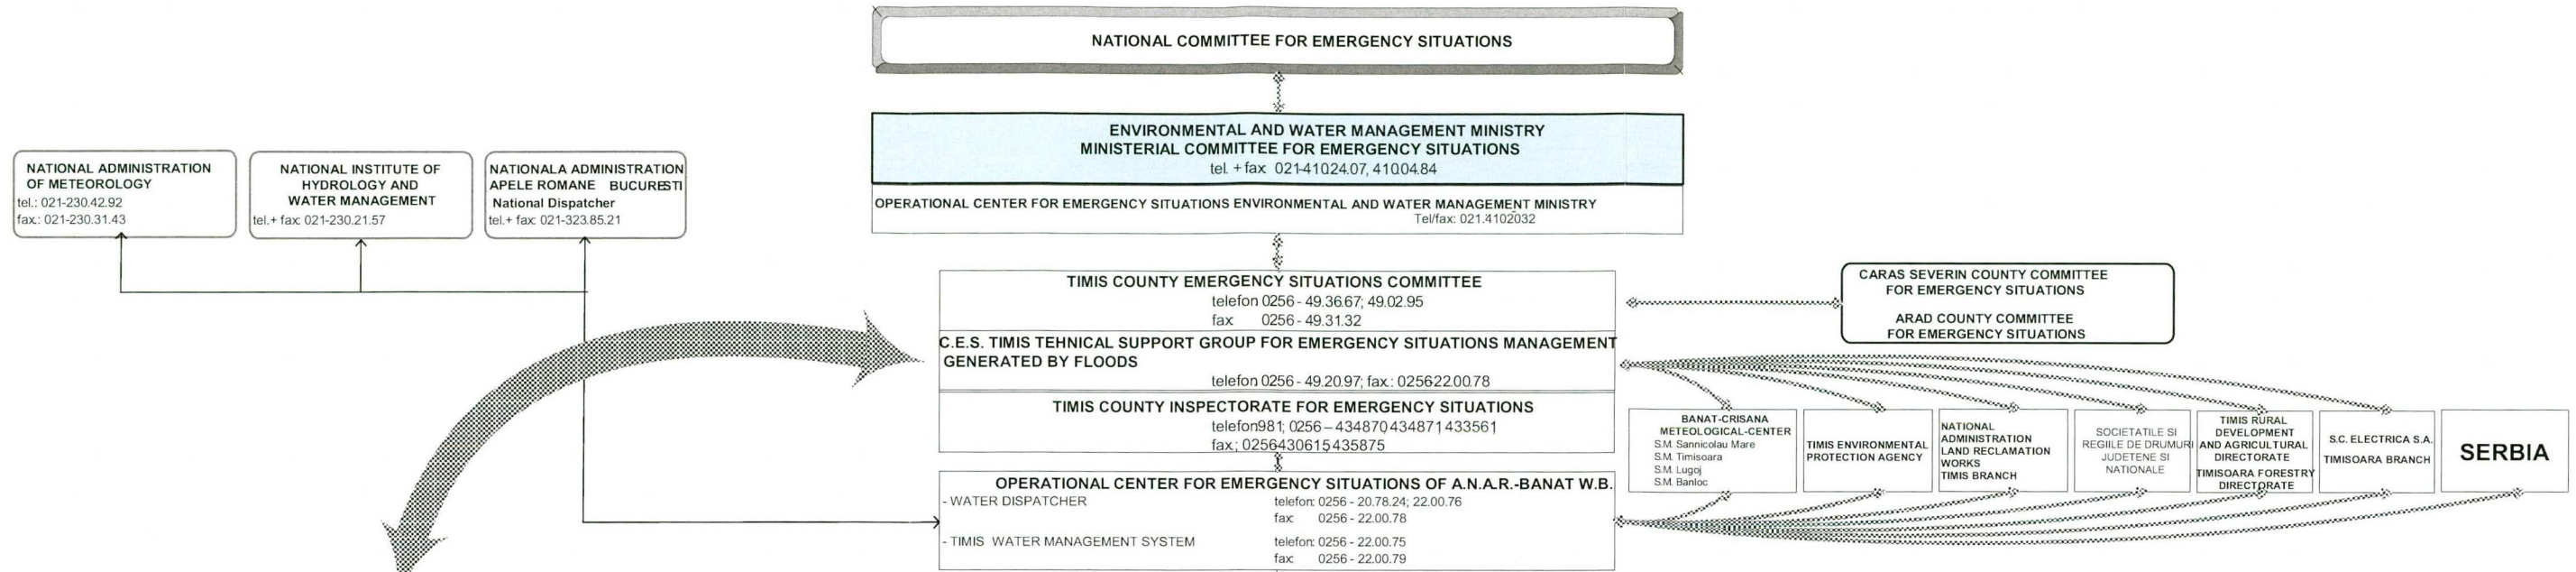 NATIONAL COMMITTEE FOR EMERGENCY SITUATIONS
ENVIRONMENTAL AND WATER MANAGEMENT MINISTRY
MINISTERIAL COMMITTEE FOR EMERGENCY SITUATIONS
tel. + fax 021-410.24.07, 410.04.84
OPERATIONAL CENTER FOR EMERGENCY SITUATIONS ENVIRONMENTAL AND WATER MANAGEMENT MINISTRY
Tel/fax: 021.4102032
NATIONAL ADMINISTRATION
OF METEOROLOGY
tel.: 021-230.42.92
fax.: 021-230.31.43
NATIONAL INSTITUTE OF
HYDROLOGY AND
WATER MANAGEMENT
tel.+ fax: 021-230.21.57
NATIONALA ADMINISTRATION
APELE ROMANE BUCURESTI
National Dispatcher
tel.+ fax: 021-323.85.21
TIMIS COUNTY EMERGENCY SITUATIONS COMMITTEE
telefon 0256 - 49.36.67; 49.02.95
fax 0256 - 49.31.32
C.E.S. TIMIS TEHNICAL SUPPORT GROUP FOR EMERGENCY SITUATIONS MANAGEMENT
GENERATED BY FLOODS
telefon 0256 - 49.20.97; fax.: 025622.00.78
TIMIS COUNTY INSPECTORATE FOR EMERGENCY SITUATIONS
telefon981; 0256 – 434870,434871,433561
fax; 0256430615,435875
OPERATIONAL CENTER FOR EMERGENCY SITUATIONS OF A.N.A.R.-BANAT W.B.
- WATER DISPATCHER telefon: 0256 - 20.78.24; 22.00.76
fax: 0256 - 22.00.78
- TIMIS WATER MANAGEMENT SYSTEM telefon: 0256 - 22.00.75
fax: 0256 - 22.00.79
CARAS SEVERIN COUNTY COMMITTEE
FOR EMERGENCY SITUATIONS
ARAD COUNTY COMMITTEE
FOR EMERGENCY SITUATIONS
BANAT-CRISANA
METEOLOGICAL-CENTER
S.M. Sannicolau Mare
S.M. Timisoara
S.M. Lugoj
S.M. Banloc
TIMIS ENVIRONMENTAL
PROTECTION AGENCY
NATIONAL
ADMINISTRATION
LAND RECLAMATION
WORKS
TIMIS BRANCH
SOCIETATILE SI
REGIILE DE DRUMURI
JUDETENE SI
NATIONALE
TIMIS RURAL
DEVELOPMENT
AND AGRICULTURAL
DIRECTORATE
TIMISOARA FORESTRY
DIRECTORATE
S.C. ELECTRICA S.A.
TIMISOARA BRANCH
SERBIA